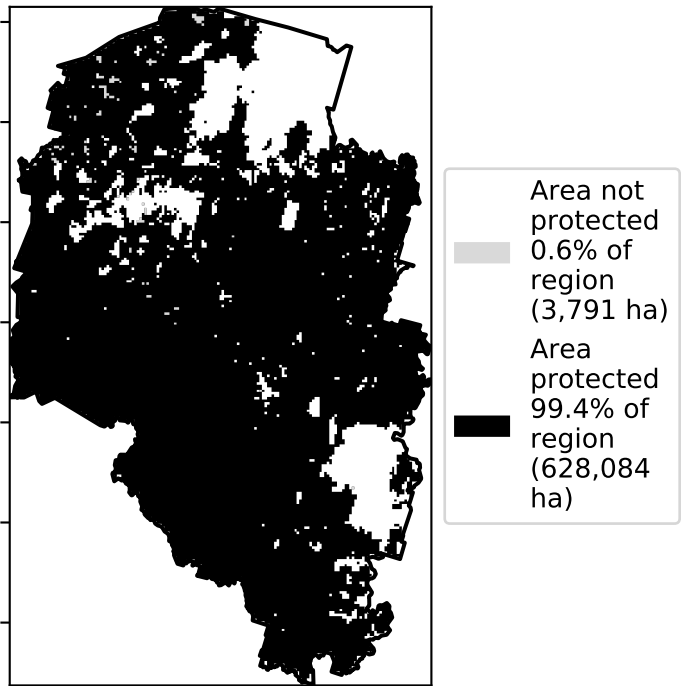 Area not
protected
0.6% of
region
(3,791 ha)
Area
protected
99.4% of
region
(628,084
ha)